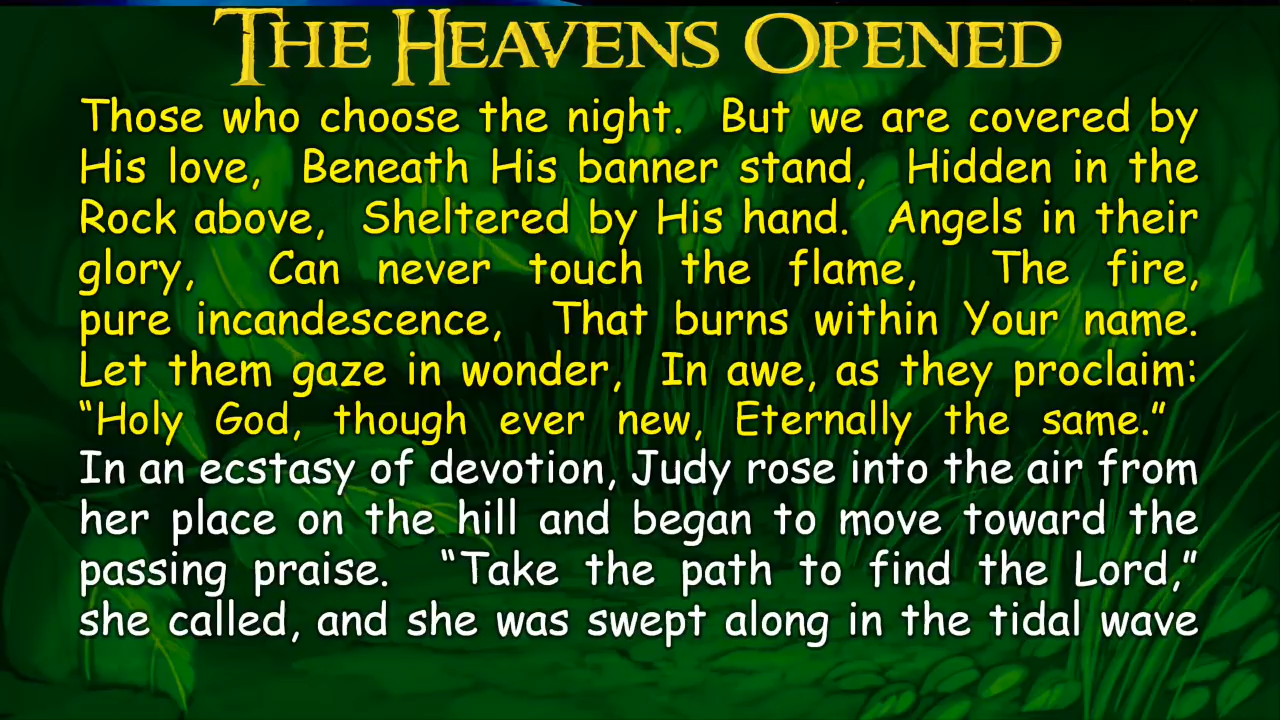 THE HEAVENS OPENED
Those who choose the night. But we are covered by
His love, Beneath His banner stand, Hidden in the
Rock above, Sheltered by His hand. Angels in their
glory, Can never touch the flame, The fire,
pure incandescence, That burns within Your name.
Let them gaze in wonder, In awe, as they proclaim:
“Holy God, though ever new, Eternally the same.”
In an ecstasy of devotion, Judy rose into the air from
her place on the hill and began to move toward the
passing praise. “Take the path to find the Lord,”
she called, and she was swept along in the tidal wave